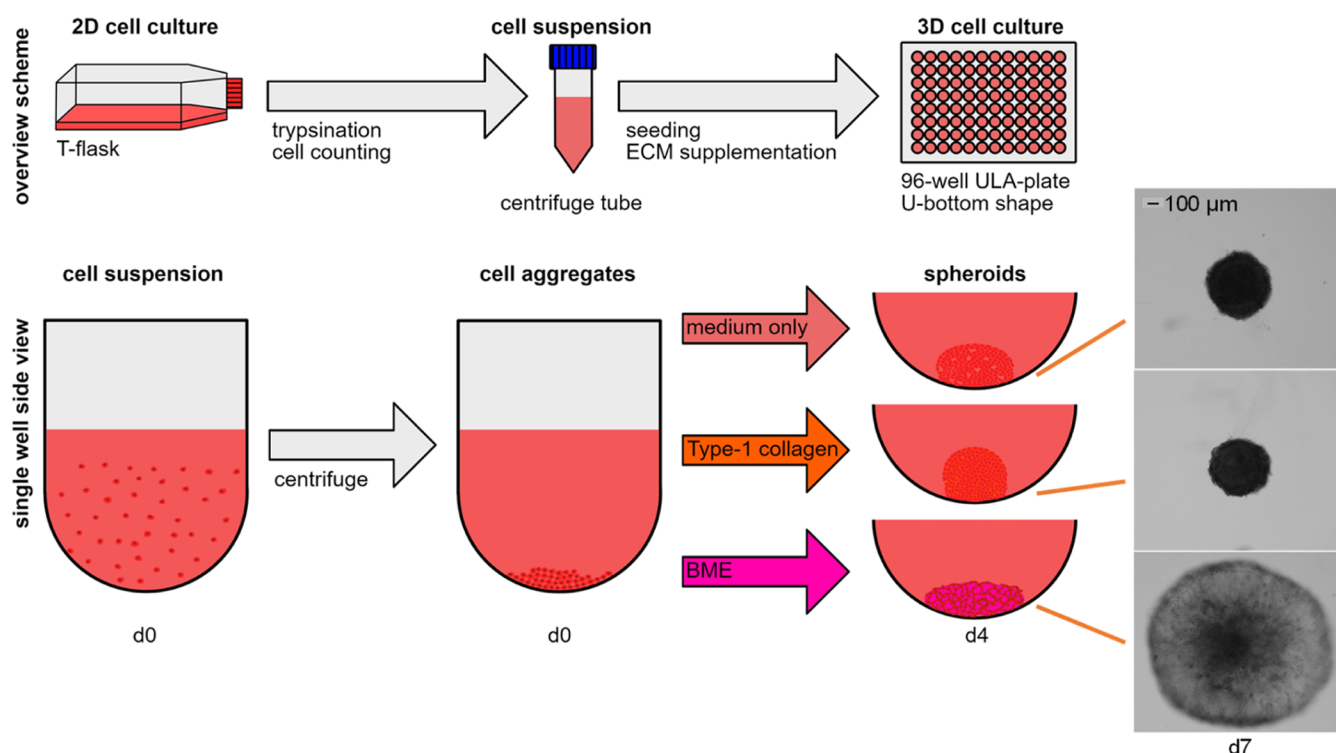 overview scheme
2D cell culture
T-flask
trypsination
cell counting
cell suspension
centrifuge tube
seeding
ECM supplementation
3D cell culture
96-well ULA-plate
U-bottom shape
single well side view
cell suspension
d0
centrifuge
cell aggregates
d0
medium only
Type-1 collagen
BME
spheroids
d4
100 µm
d7